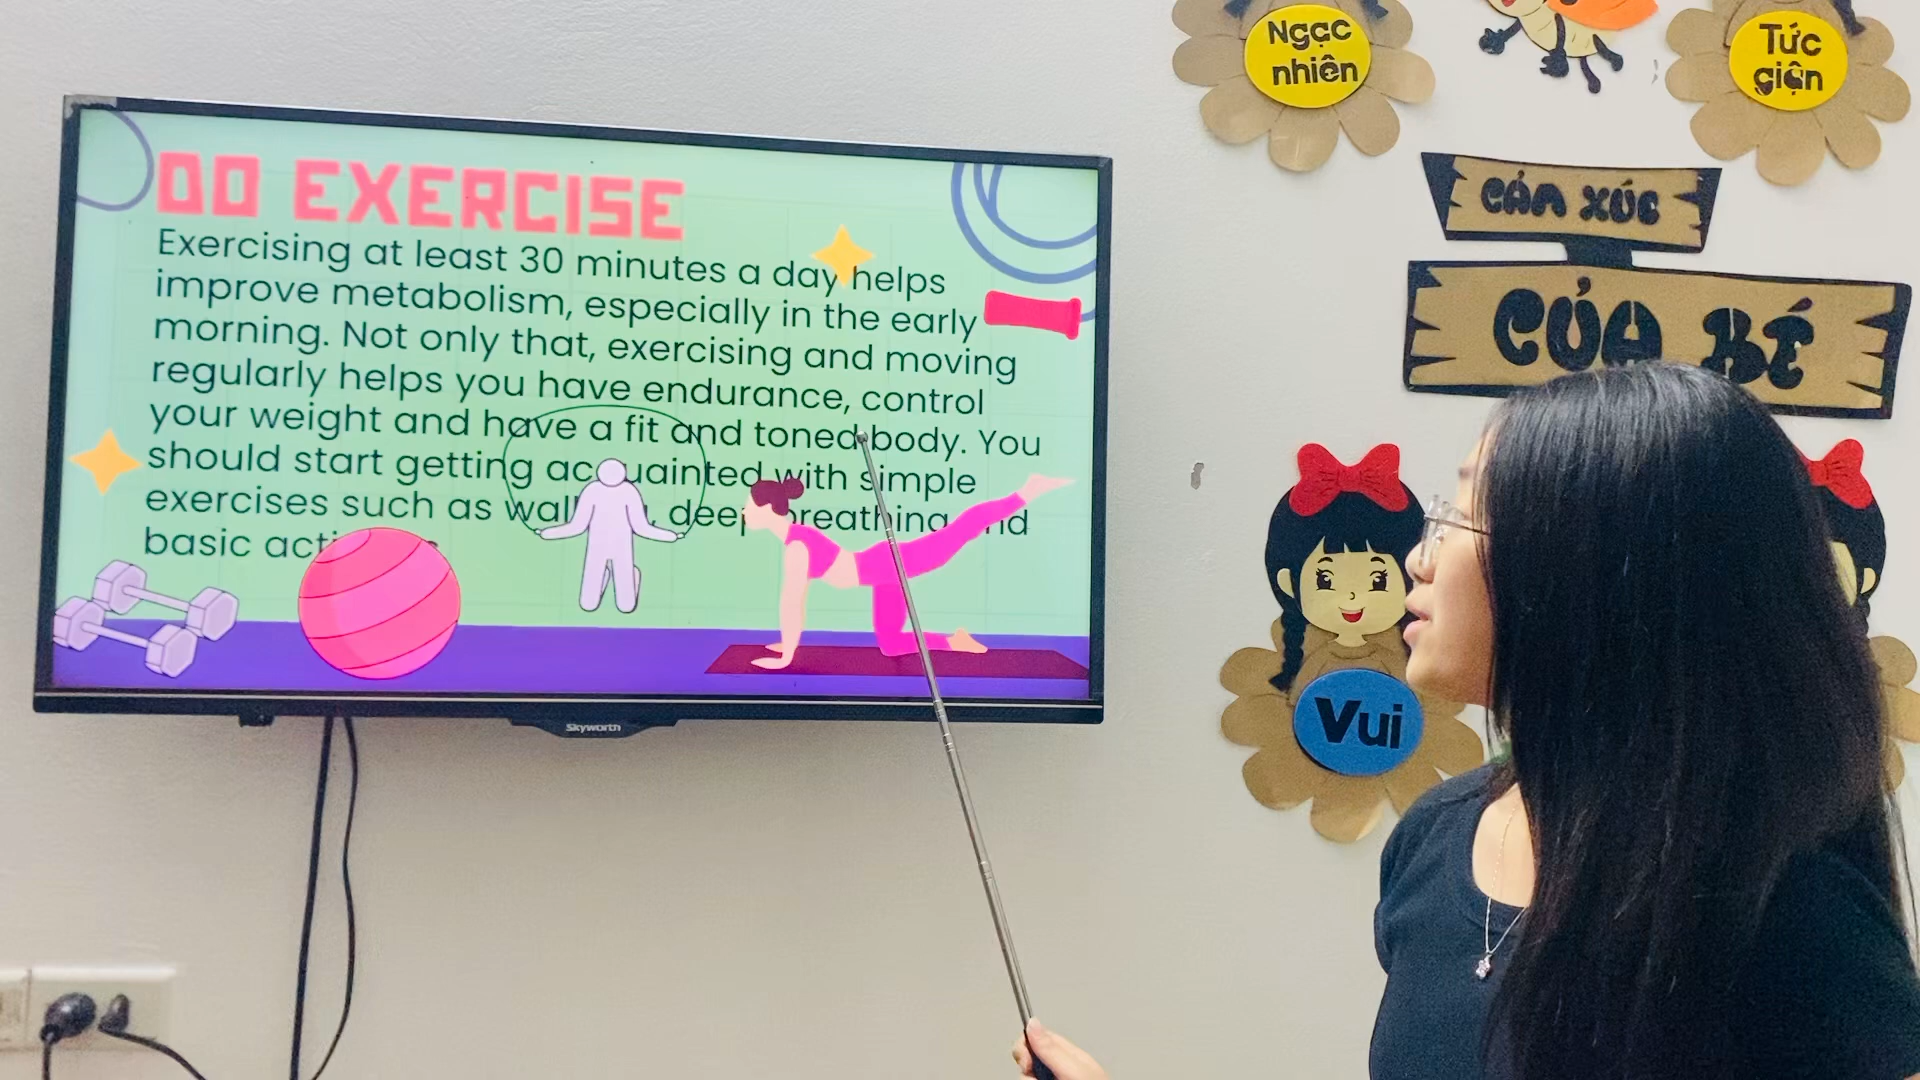 DO EXERCISE
Exercising at least 30 minutes a day helps
improve metabolism, especially in the early
morning. Not only that, exercising and moving
regularly helps you have endurance, control
your weight and have a fit and toned body. You
should start getting acquainted with simple
exercises such as deep breathing and
basic
Skyworth
Ngạc
nhiên
Tức
giận
CẢM XÚC
CỦA BÉ
Vui